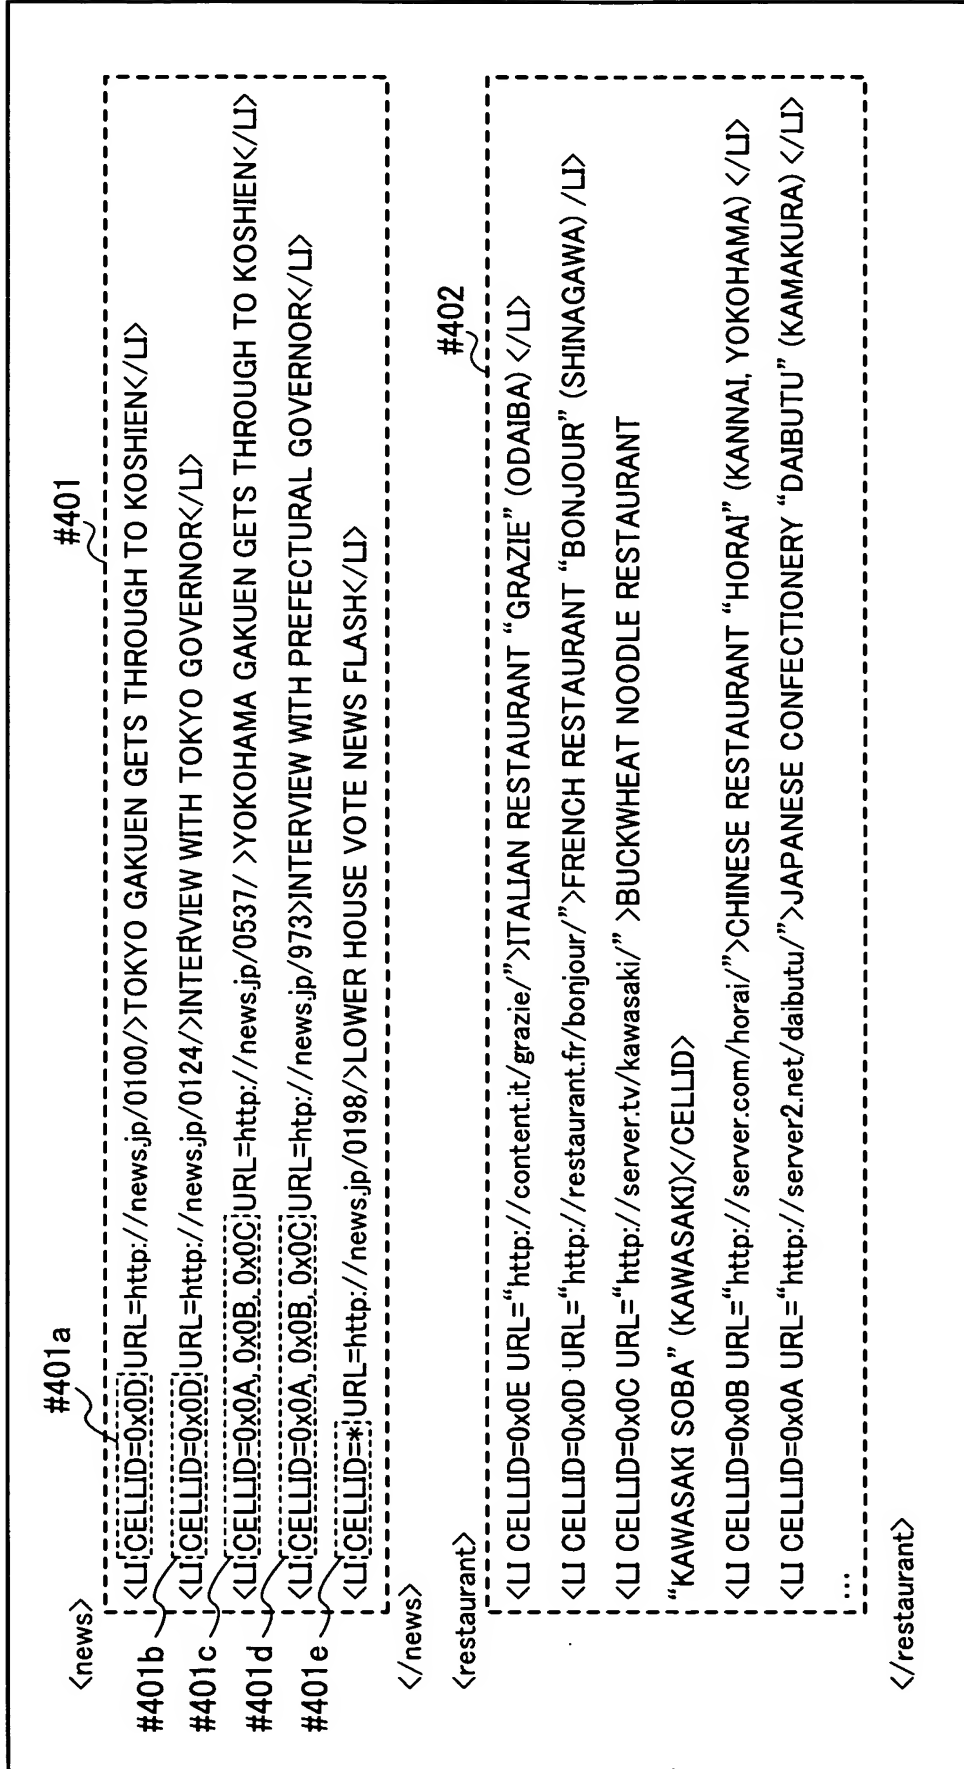 <news>
#401
#401a
<LI CELLID=0x0D URL=http://news.jp/0100/>TOKYO GAKUEN GETS THROUGH TO KOSHIEN</LI>
#401b
<LI CELLID=0x0D URL=http://news.jp/0124/>INTERVIEW WITH TOKYO GOVERNOR</LI>
#401c
<LI CELLID=0x0A, 0x0B, 0x0C URL=http://news.jp/0537/ >YOKOHAMA GAKUEN GETS THROUGH TO KOSHIEN</LI>
#401d
<LI CELLID=0x0A, 0x0B, 0x0C URL=http://news.jp/973>INTERVIEW WITH PREFECTURAL GOVERNOR</LI>
#401e
<LI CELLID=* URL=http://news.jp/0198/>LOWER HOUSE VOTE NEWS FLASH</LI>
</news>
<restaurant>
#402
<LI CELLID=0x0E URL=“http://content.it/grazie/”>ITALIAN RESTAURANT “GRAZIE” (ODAIBA) </LI>
<LI CELLID=0x0D URL=“http://restaurant.fr/bonjour/”>FRENCH RESTAURANT “BONJOUR” (SHINAGAWA) /LI>
<LI CELLID=0x0C URL=“http://server.tv/kawasaki/” >BUCKWHEAT NOODLE RESTAURANT
“KAWASAKI SOBA” (KAWASAKI)</CELLID>
<LI CELLID=0x0B URL=“http://server.com/horai/”>CHINESE RESTAURANT “HORAI” (KANNAI, YOKOHAMA) </LI>
<LI CELLID=0x0A URL=“http://server2.net/daibutu/”>JAPANESE CONFECTIONERY “DAIBUTU” (KAMAKURA) </LI>
...
</restaurant>